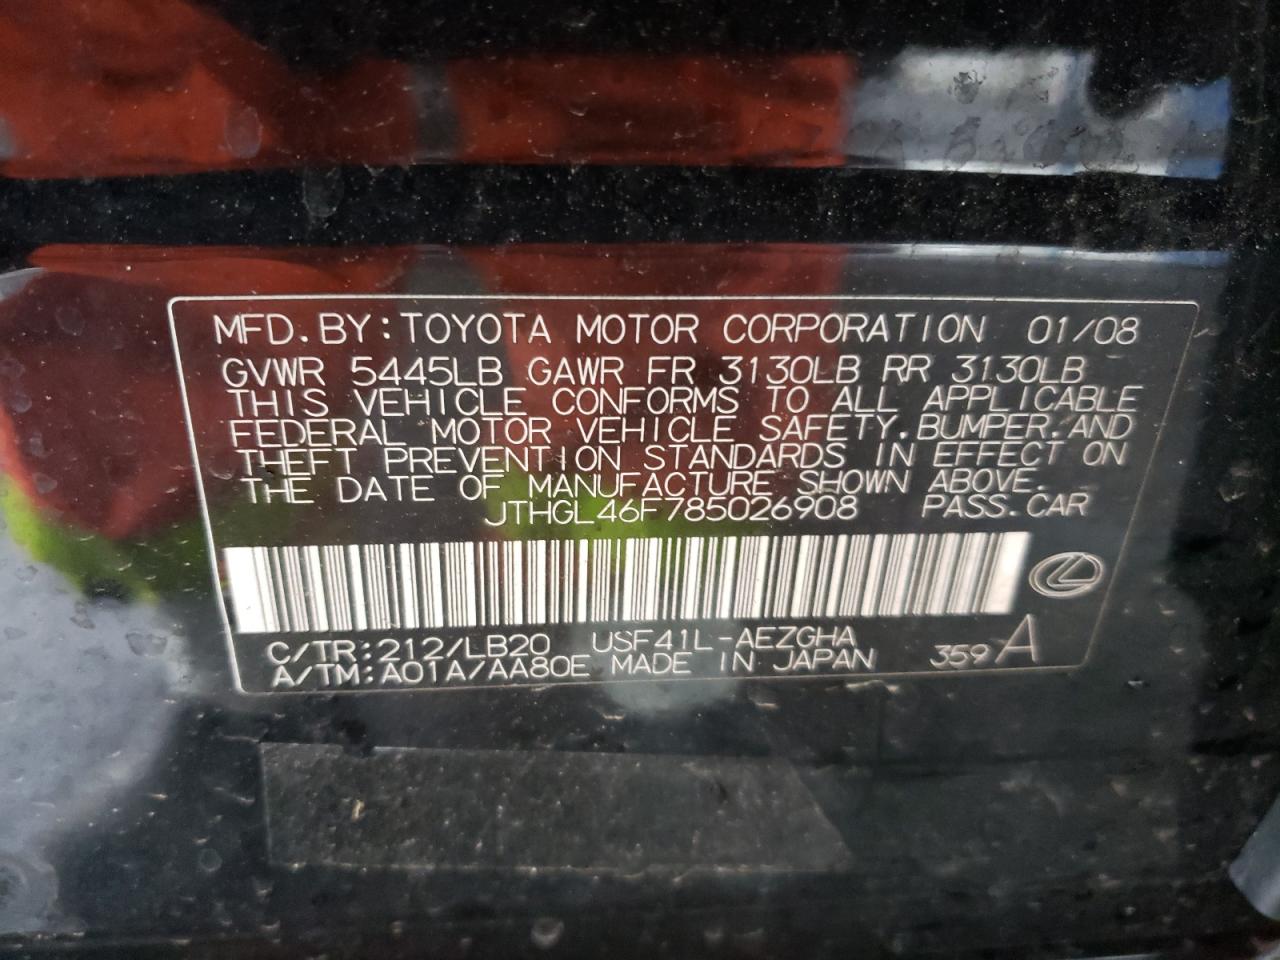 MFD.BY:TOYOTA MOTOR CORPORATION 01/08
GVWR 5445LB GAWR FR 3130LB RR 3130LB
THIS VEHICLE CONFORMS TO ALL APPLICABLE
FEDERAL MOTOR VEHICLE SAFETY,BUMPER,AND
THEFT PREVENTION STANDARDS IN EFFECT ON
THE DATE OF MANUFACTURE SHOWN ABOVE.
JTHGL46F785026908 PASS.CAR
C/TR:212/LB20 USF41L-AEZGHA
A/TM:A01A/AA80E MADE IN JAPAN 359A